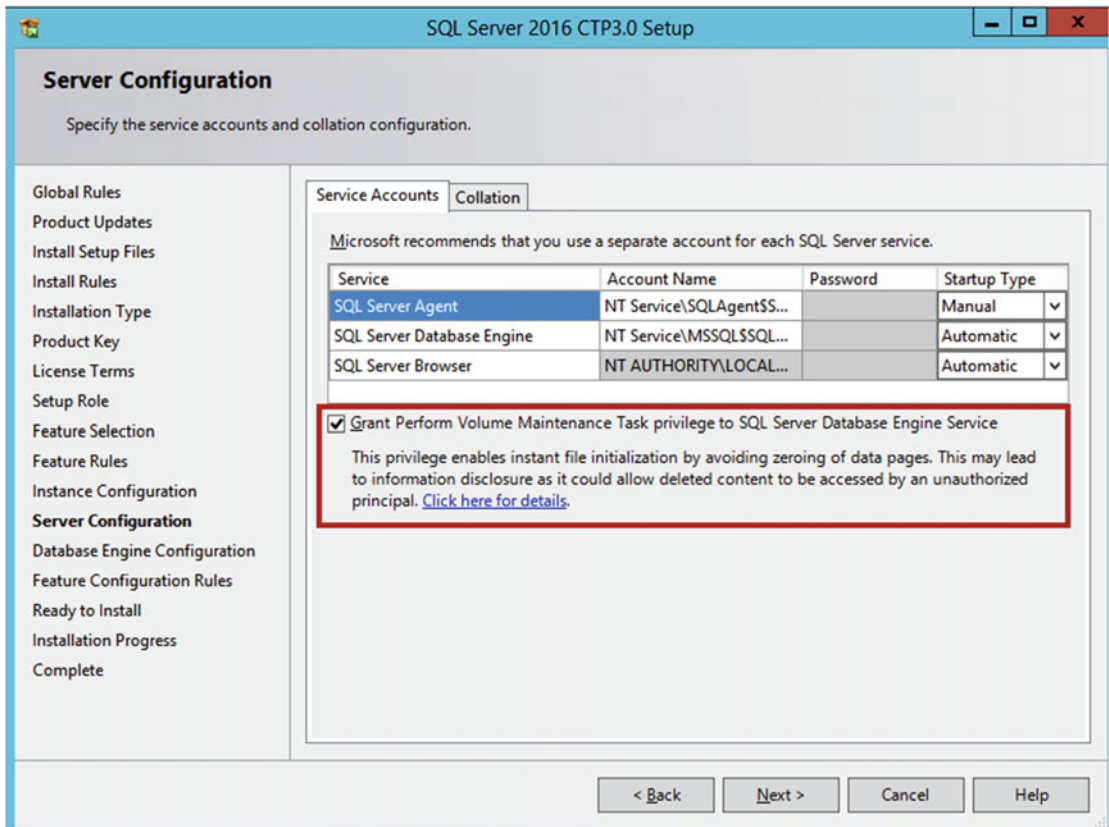 SQL Server 2016 CTP3.0 Setup
Server Configuration
Specify the service accounts and collation configuration.
Global Rules
Product Updates
Install Setup Files
Install Rules
Installation Type
Product Key
License Terms
Setup Role
Feature Selection
Feature Rules
Instance Configuration
Server Configuration
Database Engine Configuration
Feature Configuration Rules
Ready to Install
Installation Progress
Complete
Service Accounts Collation
Microsoft recommends that you use a separate account for each SQL Server service.
Service Account Name Password Startup Type
SQL Server Agent NT Service\SQLAgent$S... Manual
SQL Server Database Engine NT Service\MSSQL$SQL... Automatic
SQL Server Browser NT AUTHORITY\LOCAL... Automatic
Grant Perform Volume Maintenance Task privilege to SQL Server Database Engine Service
This privilege enables instant file initialization by avoiding zeroing of data pages. This may lead
to information disclosure as it could allow deleted content to be accessed by an unauthorized
principal. Click here for details.
< Back Next > Cancel Help